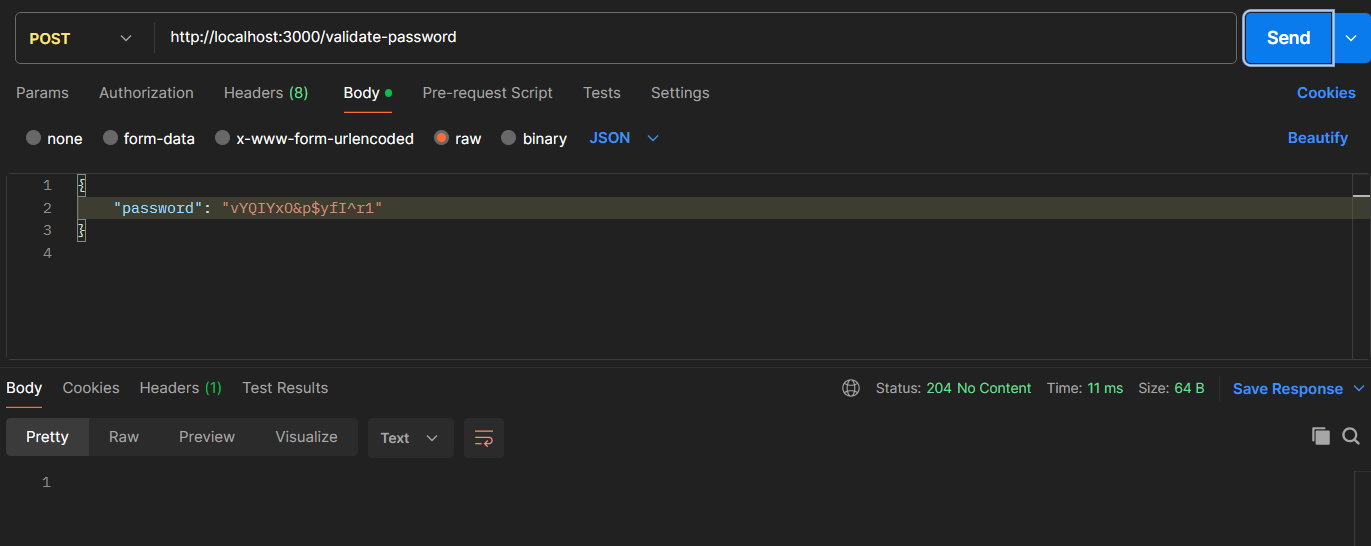 POST http://localhost:3000/validate-password Send
Params Authorization Headers (8) Body Pre-request Script Tests Settings Cookies
none form-data x-www-form-urlencoded raw binary JSON Beautify
1 {
2 "password": "vYQIYxO&p$yfI^r1"
3 }
4
Body Cookies Headers (1) Test Results Status: 204 No Content Time: 11 ms Size: 64 B Save Response
Pretty Raw Preview Visualize Text
1